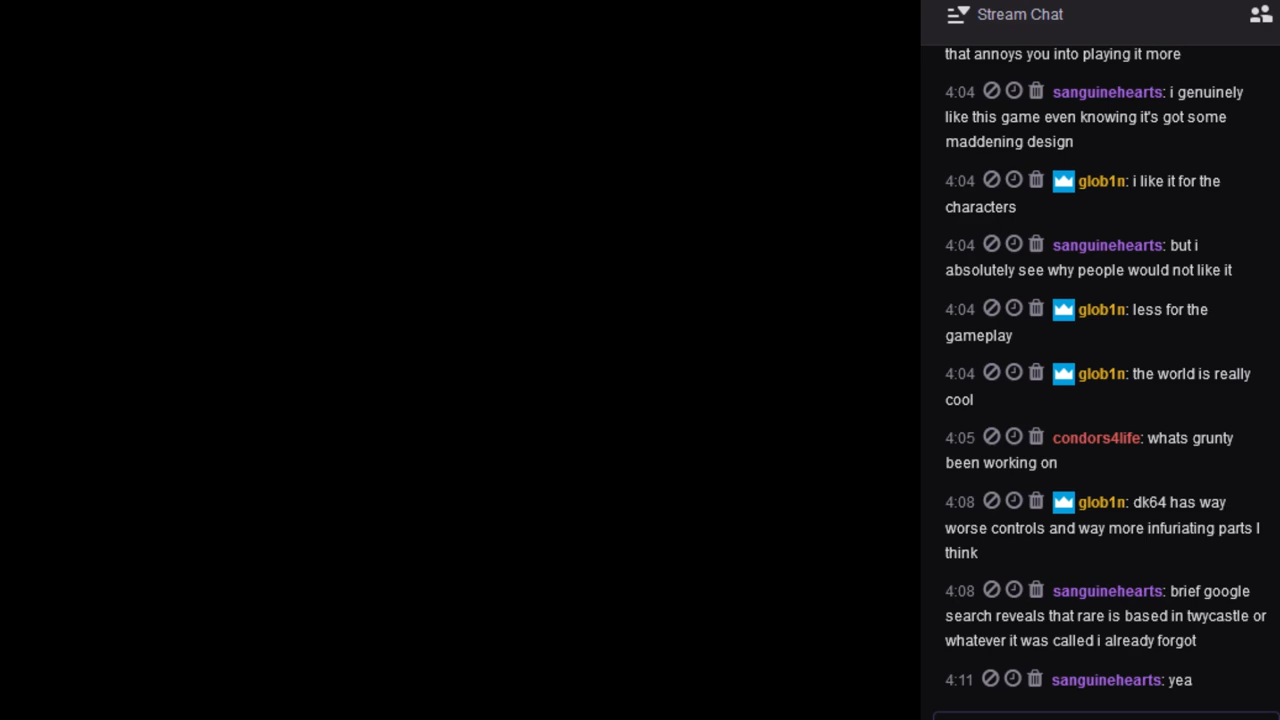 Stream Chat
that annoys you into playing it more
4:04 sanguinehearts: i genuinely
like this game even knowing it's got some
maddening design
4:04 glob1n: i like it for the
characters
4:04 sanguinehearts: but i
absolutely see why people would not like it
4:04 glob1n: less for the
gameplay
4:04 glob1n: the world is really
cool
4:05 condors4life: whats grunty
been working on
4:08 glob1n: dk64 has way
worse controls and way more infuriating parts I
think
4:08 sanguinehearts: brief google
search reveals that rare is based in twycastle or
whatever it was called i already forgot
4:11 sanguinehearts: yea